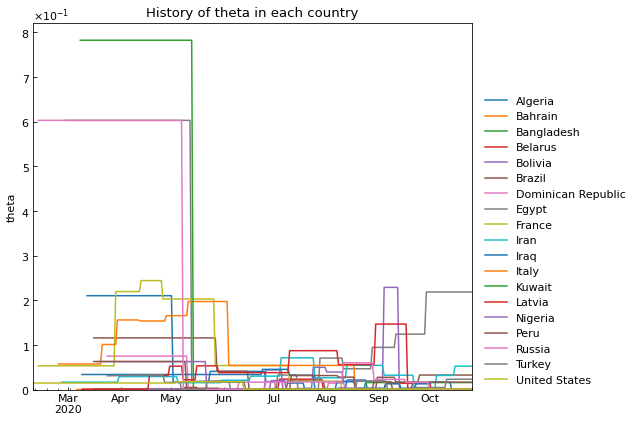 History of theta in each country
×10⁻¹
8
7
6
5
4
3
2
1
0
theta
Mar
2020
Apr
May
Jun
Jul
Aug
Sep
Oct
Algeria
Bahrain
Bangladesh
Belarus
Bolivia
Brazil
Dominican Republic
Egypt
France
Iran
Iraq
Italy
Kuwait
Latvia
Nigeria
Peru
Russia
Turkey
United States